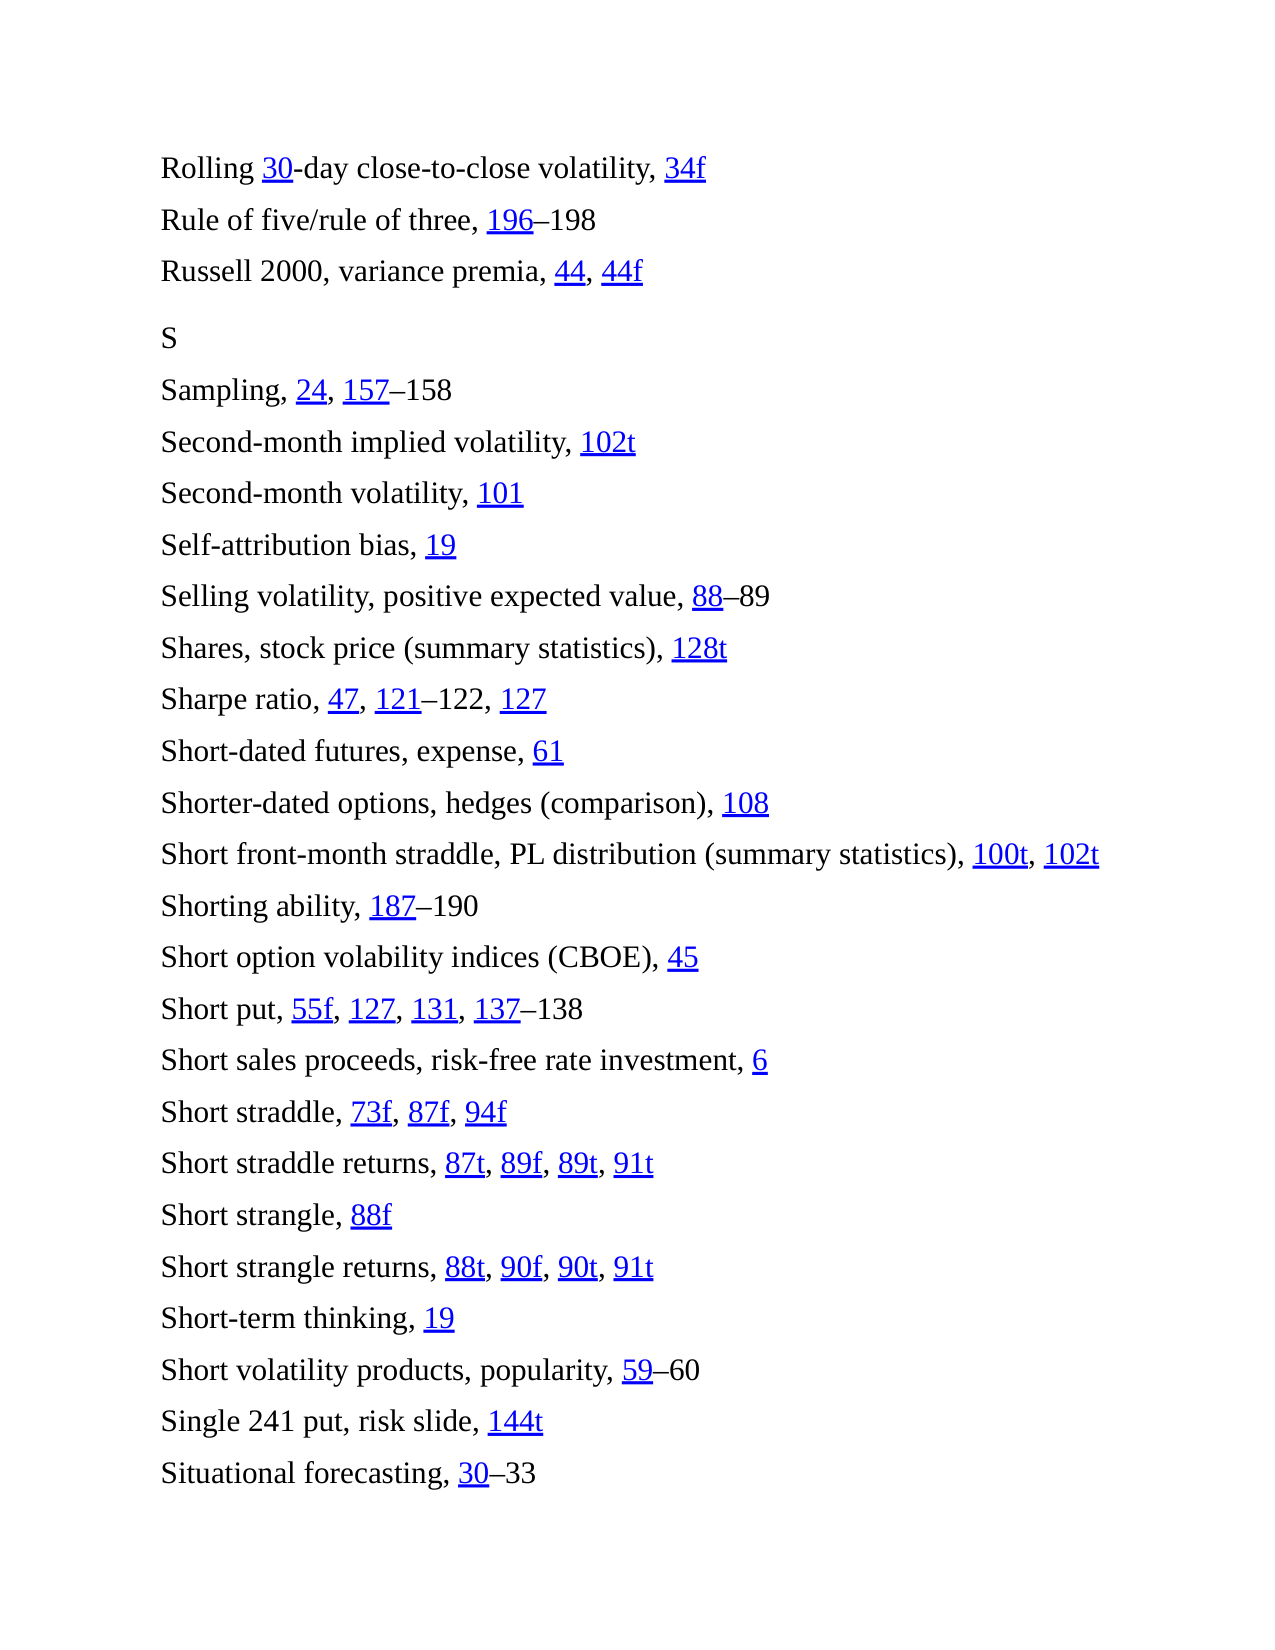 Rolling 30-day close-to-close volatility, 34f
Rule of five/rule of three, 196–198
Russell 2000, variance premia, 44, 44f
S
Sampling, 24, 157–158
Second-month implied volatility, 102t
Second-month volatility, 101
Self-attribution bias, 19
Selling volatility, positive expected value, 88–89
Shares, stock price (summary statistics), 128t
Sharpe ratio, 47, 121–122, 127
Short-dated futures, expense, 61
Shorter-dated options, hedges (comparison), 108
Short front-month straddle, PL distribution (summary statistics), 100t, 102t
Shorting ability, 187–190
Short option volability indices (CBOE), 45
Short put, 55f, 127, 131, 137–138
Short sales proceeds, risk-free rate investment, 6
Short straddle, 73f, 87f, 94f
Short straddle returns, 87t, 89f, 89t, 91t
Short strangle, 88f
Short strangle returns, 88t, 90f, 90t, 91t
Short-term thinking, 19
Short volatility products, popularity, 59–60
Single 241 put, risk slide, 144t
Situational forecasting, 30–33